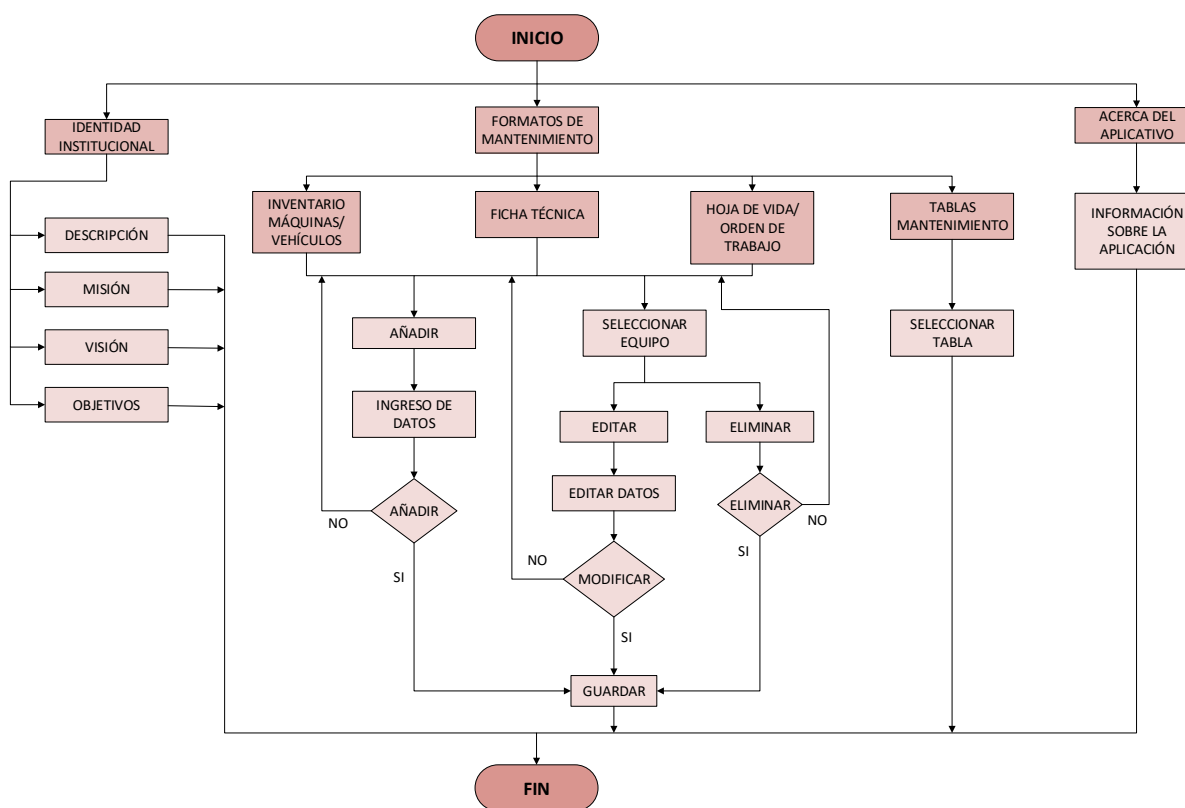 INICIO
IDENTIDAD
INSTITUCIONAL
FORMATOS DE
MANTENIMIENTO
ACERCA DEL
APLICATIVO
DESCRIPCIÓN
MISIÓN
VISIÓN
OBJETIVOS
INVENTARIO
MÁQUINAS/
VEHÍCULOS
FICHA TÉCNICA
HOJA DE VIDA/
ORDEN DE
TRABAJO
TABLAS
MANTENIMIENTO
INFORMACIÓN
SOBRE LA
APLICACIÓN
AÑADIR
SELECCIONAR
EQUIPO
SELECCIONAR
TABLA
INGRESO DE
DATOS
EDITAR
ELIMINAR
EDITAR DATOS
AÑADIR
ELIMINAR
NO
NO
SI
NO
MODIFICAR
SI
SI
GUARDAR
FIN